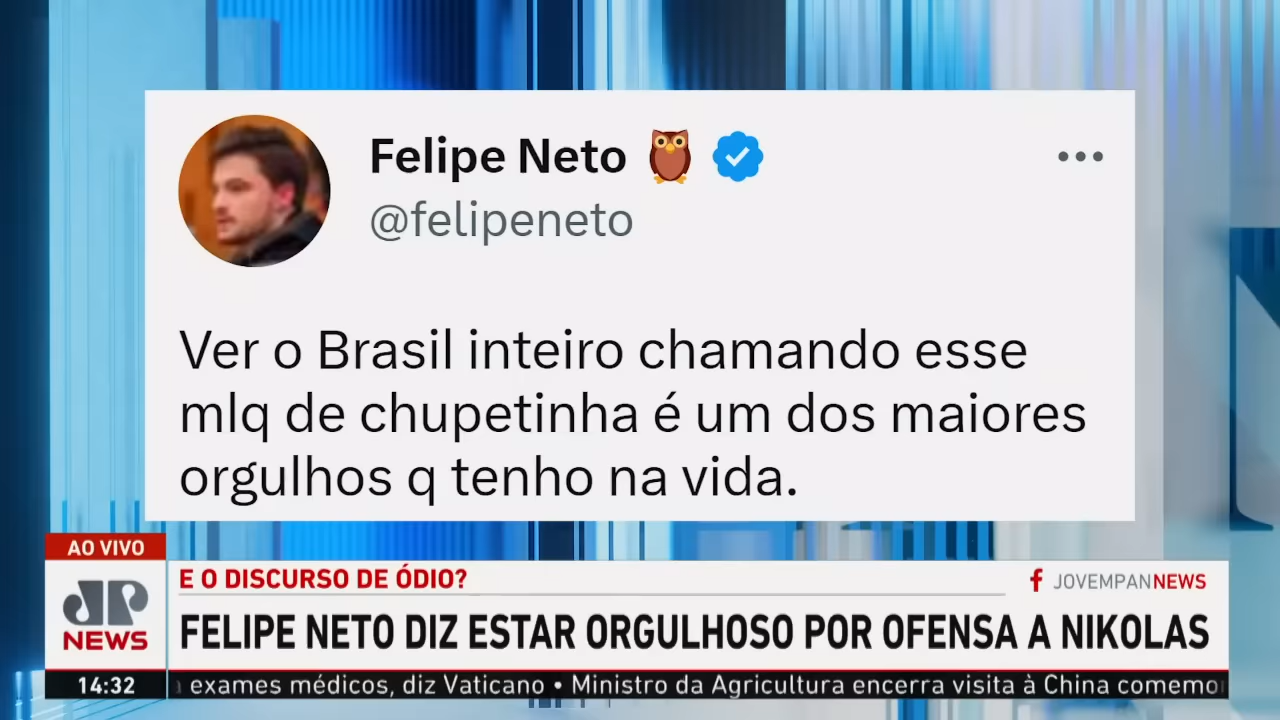 Felipe Neto
@felipeneto
Ver o Brasil inteiro chamando esse
mlq de chupetinha é um dos maiores
orgulhos q tenho na vida.
AO VIVO
E O DISCURSO DE ÓDIO?
JOVEMPANNEWS
JP
NEWS
FELIPE NETO DIZ ESTAR ORGULHOSO POR OFENSA A NIKOLAS
14:32
exames médicos, diz Vaticano • Ministro da Agricultura encerra visita à China